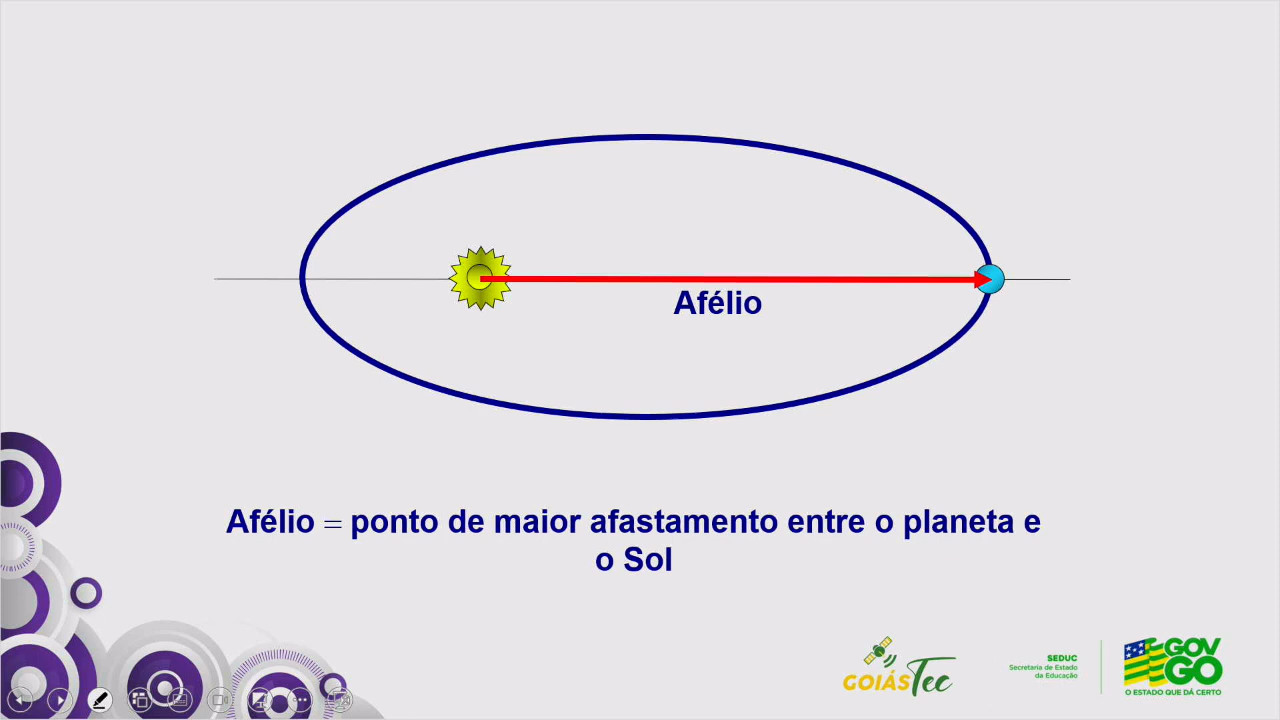 Afélio
Afélio = ponto de maior afastamento entre o planeta e
o Sol
GOIÁSTec
SEDUC
Secretaria de Estado
da Educação
GOV
GO
O ESTADO QUE DÁ CERTO